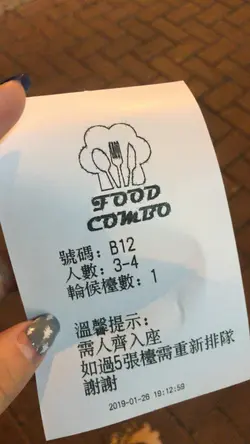 FOOD
COMBO
號碼: B12
人數: 3-4
輪候檯數: 1
溫馨提示:
需人齊入座
如過5張檯需重新排隊
謝謝
2019-01-26 19:12:59